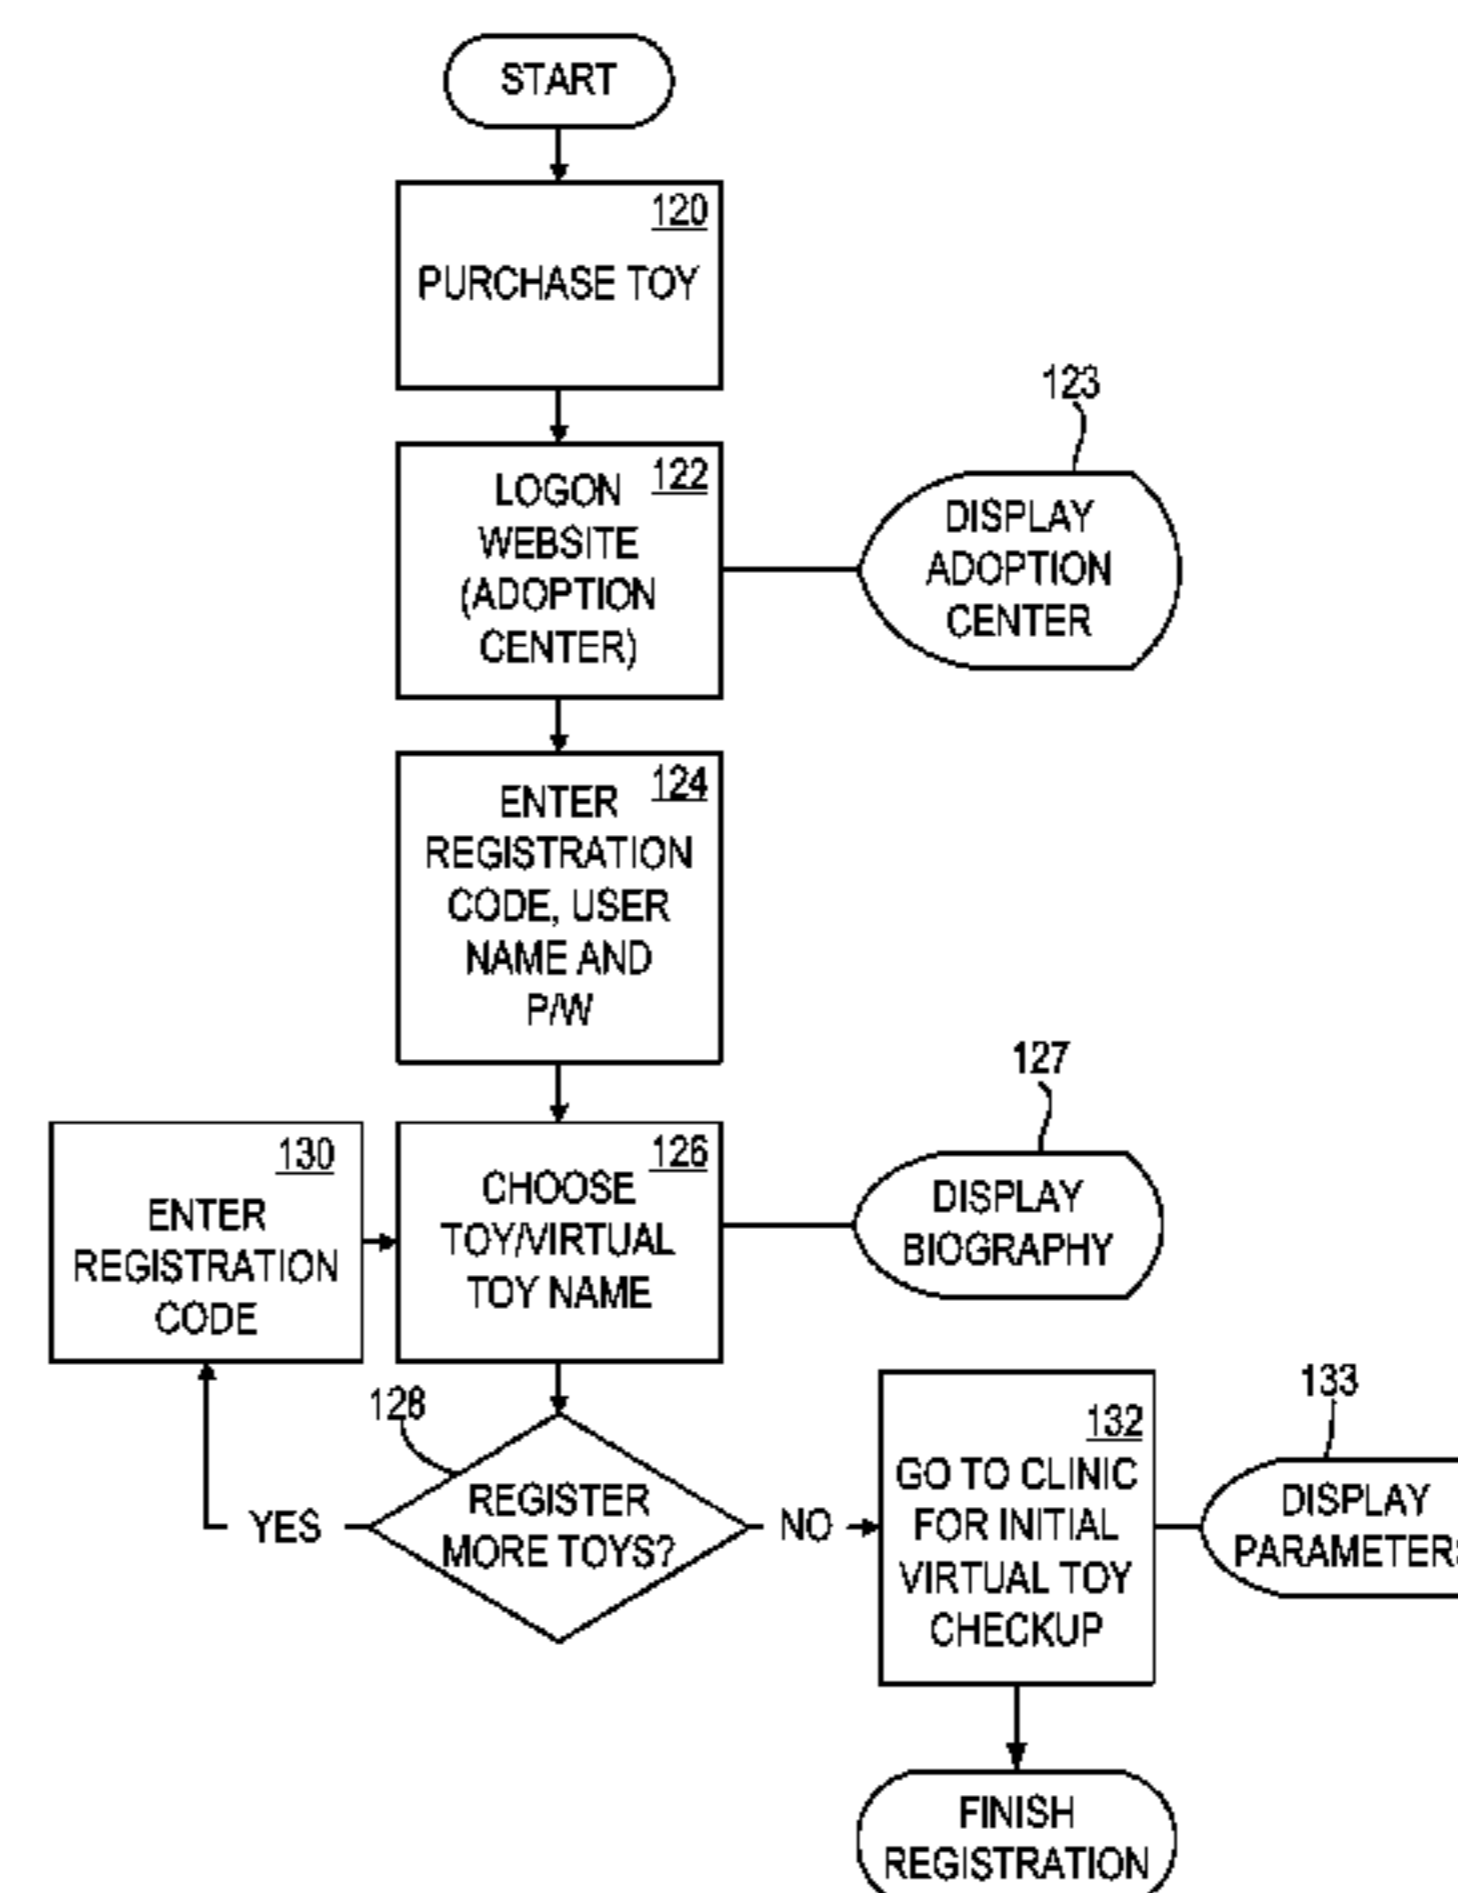 START
120
PURCHASE TOY
123
122
LOGON
WEBSITE
(ADOPTION
CENTER)
DISPLAY
ADOPTION
CENTER
124
ENTER
REGISTRATION
CODE, USER
NAME AND
P/W
127
130
ENTER
REGISTRATION
CODE
126
CHOOSE
TOY/VIRTUAL
TOY NAME
DISPLAY
BIOGRAPHY
128
REGISTER
MORE TOYS?
YES
NO
132
GO TO CLINIC
FOR INITIAL
VIRTUAL TOY
CHECKUP
133
DISPLAY
PARAMETERS
FINISH
REGISTRATION